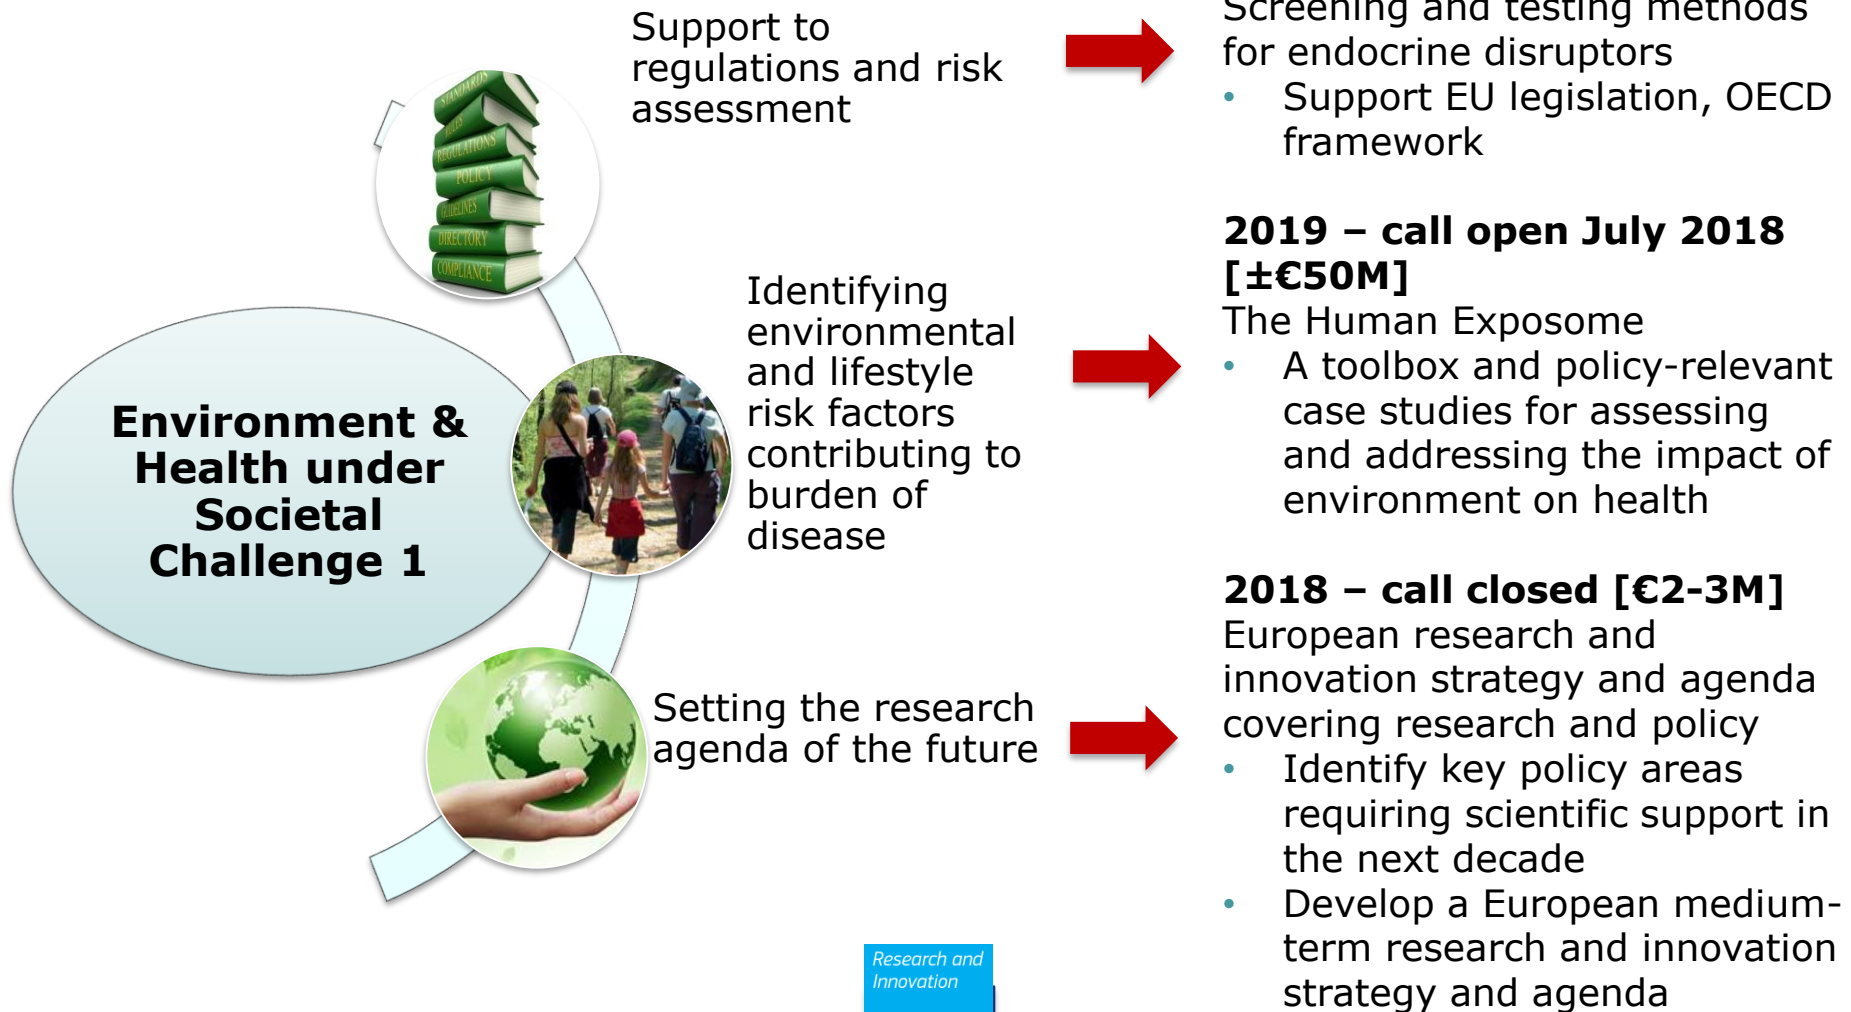 Support to
regulations and risk
assessment
Screening and testing methods
for endocrine disruptors
• Support EU legislation, OECD
framework
STANDARDS
RULES
REGULATIONS
POLICY
GUIDELINES
DIRECTORY
COMPLIANCE
Environment &
Health under
Societal
Challenge 1
Identifying
environmental
and lifestyle
risk factors
contributing to
burden of
disease
2019 – call open July 2018
[±€50M]
The Human Exposome
• A toolbox and policy-relevant
case studies for assessing
and addressing the impact of
environment on health
Setting the research
agenda of the future
2018 – call closed [€2-3M]
European research and
innovation strategy and agenda
covering research and policy
• Identify key policy areas
requiring scientific support in
the next decade
• Develop a European medium-
term research and innovation
strategy and agenda
Research and
Innovation